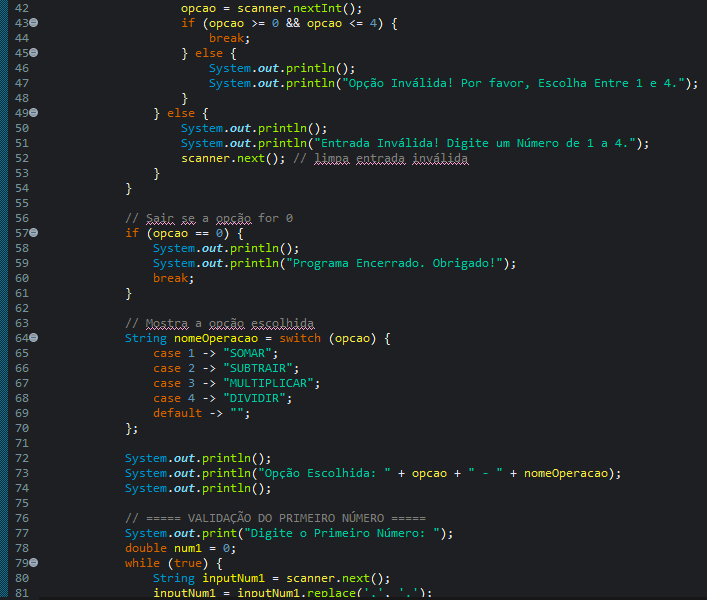 42 opcao = scanner.nextInt();
43 if (opcao >= 0 && opcao <= 4) {
44 break;
45 } else {
46 System.out.println();
47 System.out.println("Opção Inválida! Por favor, Escolha Entre 1 e 4.");
48 }
49 } else {
50 System.out.println();
51 System.out.println("Entrada Inválida! Digite um Número de 1 a 4.");
52 scanner.next(); // limpa entrada inválida
53 }
54 }
55
56 // Sair se a opção for 0
57 if (opcao == 0) {
58 System.out.println();
59 System.out.println("Programa Encerrado. Obrigado!");
60 break;
61 }
62
63 // Mostra a opção escolhida
64 String nomeOperacao = switch (opcao) {
65 case 1 -> "SOMAR";
66 case 2 -> "SUBTRAIR";
67 case 3 -> "MULTIPLICAR";
68 case 4 -> "DIVIDIR";
69 default -> "";
70 };
71
72 System.out.println();
73 System.out.println("Opção Escolhida: " + opcao + " - " + nomeOperacao);
74 System.out.println();
75
76 // ===== VALIDAÇÃO DO PRIMEIRO NÚMERO =====
77 System.out.print("Digite o Primeiro Número: ");
78 double num1 = 0;
79 while (true) {
80 String inputNum1 = scanner.next();
81 inputNum1 = inputNum1.replace(',', '.');